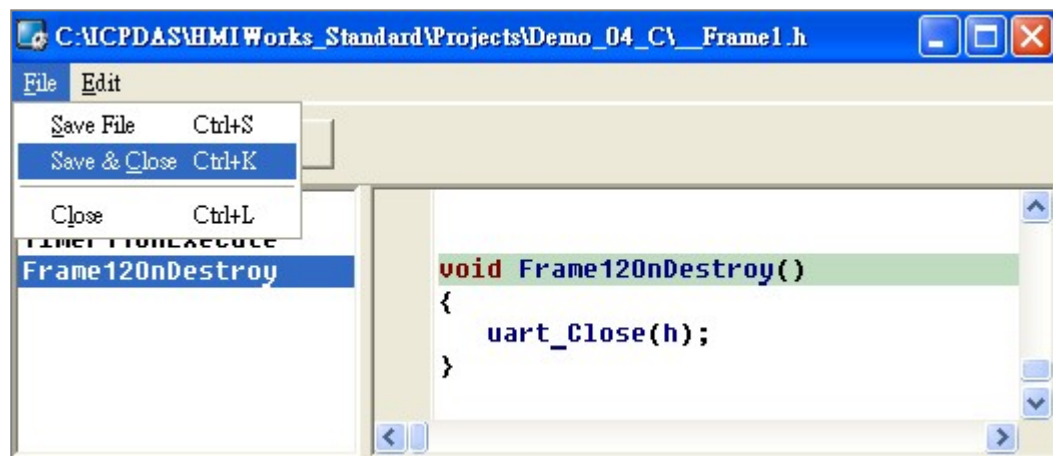 C:\ICPDAS\HMIWorks_Standard\Projects\Demo_04_C\__Frame1.h
File Edit
Save File Ctrl+S
Save & Close Ctrl+K
Close Ctrl+L
Frame12OnDestroy
void Frame12OnDestroy()
{
uart_Close(h);
}